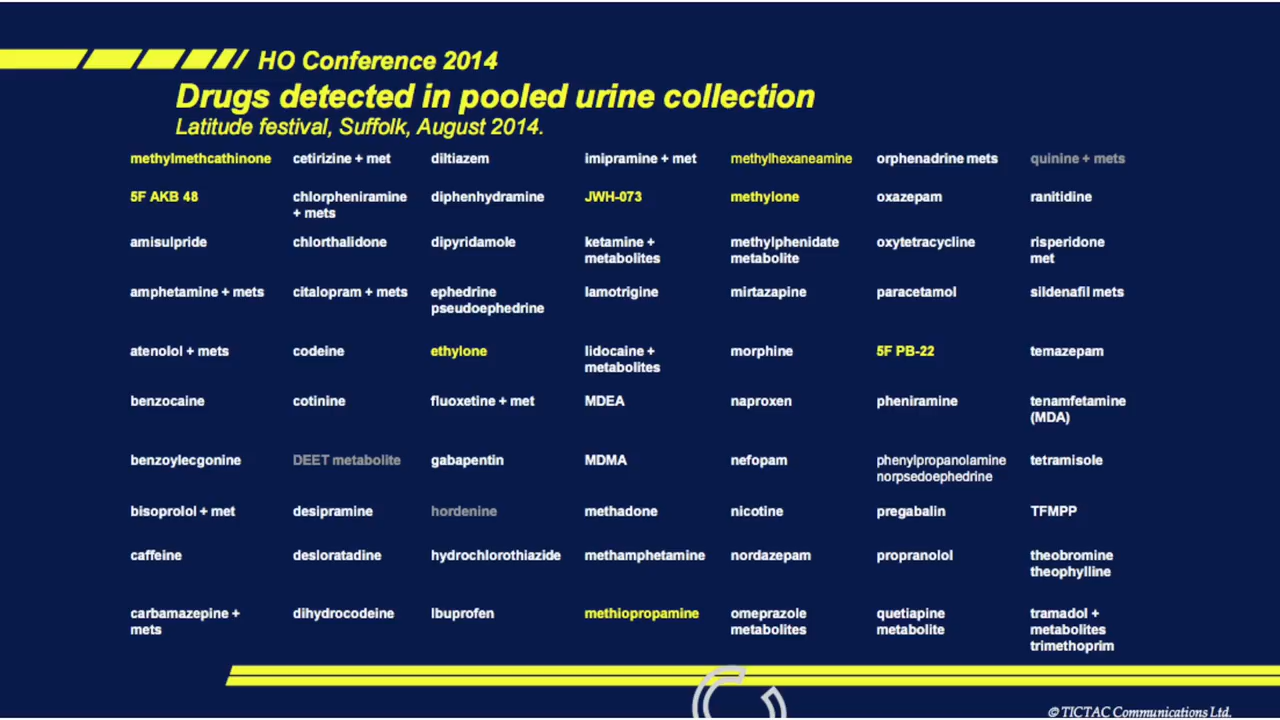 HO Conference 2014
Drugs detected in pooled urine collection
Latitude festival, Suffolk, August 2014.
methylmethcathinone cetirizine + met diltiazem imipramine + met methylhexaneamine orphenadrine mets quinine + mets
5F AKB 48 chlorpheniramine diphenhydramine JWH-073 methylone oxazepam ranitidine
+ mets
amisulpride chlorthalidone dipyridamole ketamine + methylphenidate oxytetracycline risperidone
metabolites metabolite met
amphetamine + mets citalopram + mets ephedrine lamotrigine mirtazapine paracetamol sildenafil mets
pseudoephedrine
atenolol + mets codeine ethylone lidocaine + morphine 5F PB-22 temazepam
metabolites
benzocaine cotinine fluoxetine + met MDEA naproxen pheniramine tenamfetamine
(MDA)
benzoylecgonine DEET metabolite gabapentin MDMA nefopam phenylpropanolamine tetramisole
norpsedoephedrine
bisoprolol + met desipramine hordenine methadone nicotine pregabalin TFMPP
caffeine desloratadine hydrochlorothiazide methamphetamine nordazepam propranolol theobromine
theophylline
carbamazepine + dihydrocodeine Ibuprofen methiopropamine omeprazole quetiapine tramadol +
mets metabolites metabolite metabolites
trimethoprim
© TICTAC Communications Ltd.